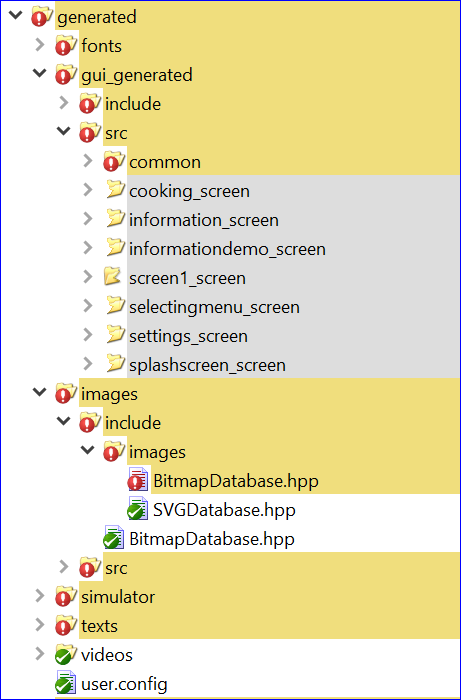 generated
fonts
gui_generated
include
src
common
cooking_screen
information_screen
informationdemo_screen
screen1_screen
selectingmenu_screen
settings_screen
splashscreen_screen
images
include
images
BitmapDatabase.hpp
SVGDatabase.hpp
BitmapDatabase.hpp
src
simulator
texts
videos
user.config